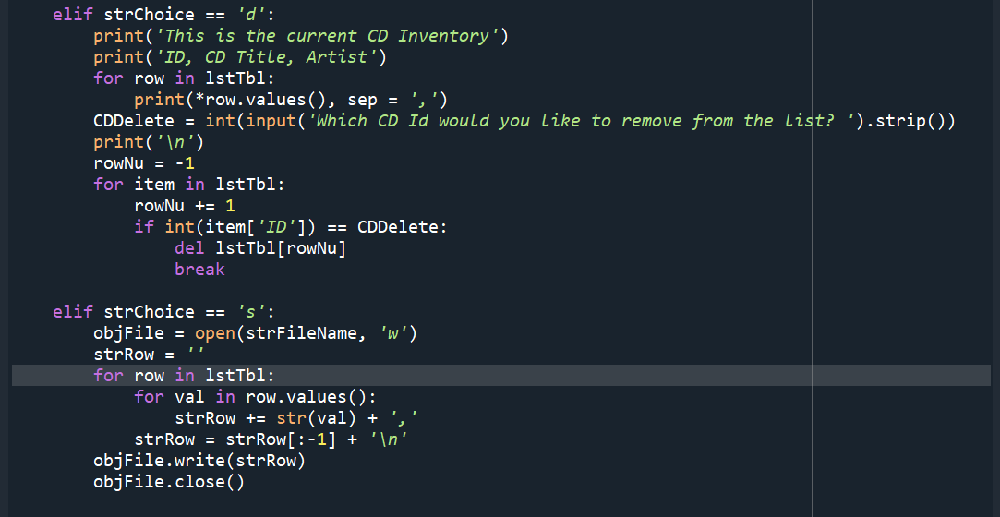 elif strChoice == 'd':
print('This is the current CD Inventory')
print('ID, CD Title, Artist')
for row in lstTbl:
print(*row.values(), sep = ',')
CDDelete = int(input('Which CD Id would you like to remove from the list? ').strip())
print('\n')
rowNu = -1
for item in lstTbl:
rowNu += 1
if int(item['ID']) == CDDelete:
del lstTbl[rowNu]
break
elif strChoice == 's':
objFile = open(strFileName, 'w')
strRow = ''
for row in lstTbl:
for val in row.values():
strRow += str(val) + ','
strRow = strRow[:-1] + '\n'
objFile.write(strRow)
objFile.close()